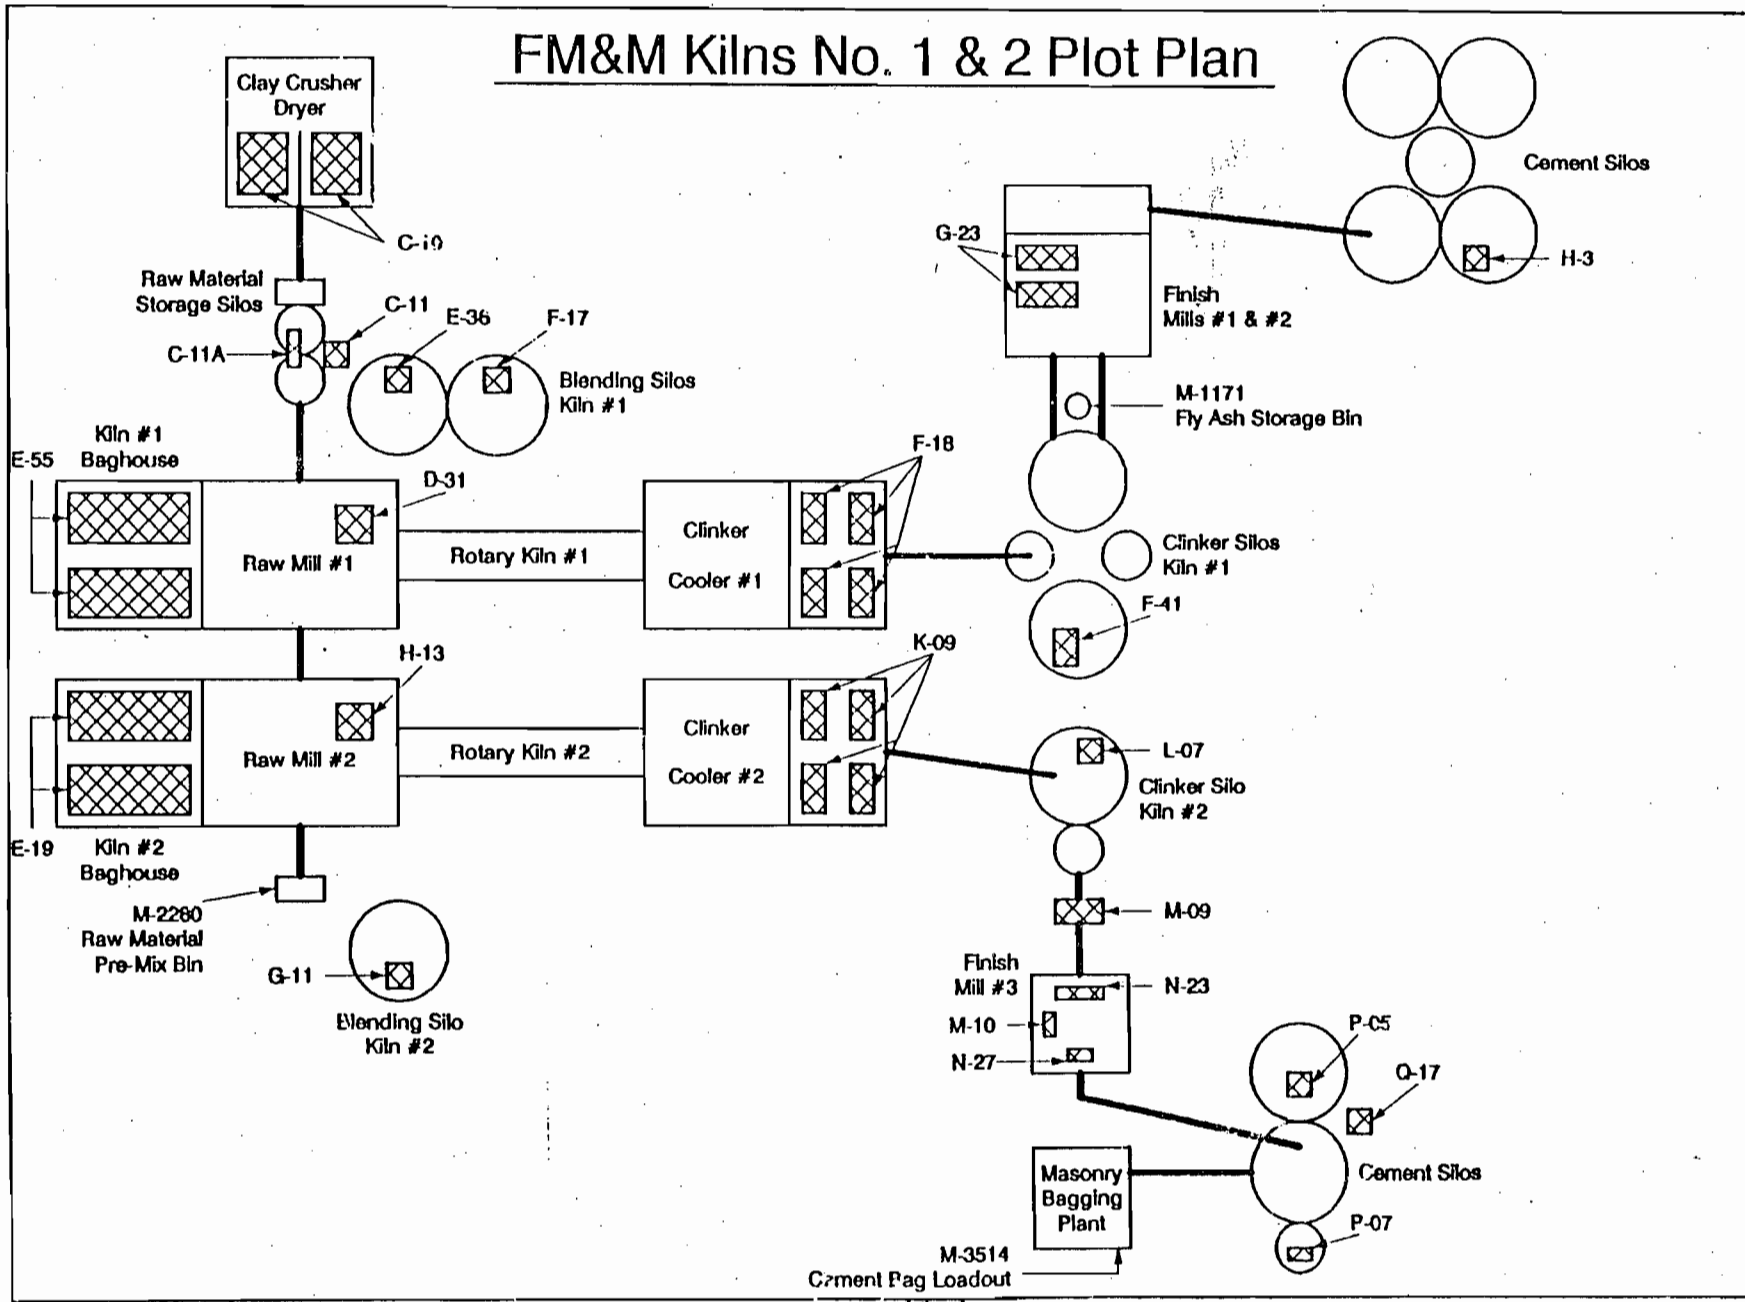 FM&M Kilns No. 1 & 2 Plot Plan
Clay Crusher
Dryer
C-10
Cement Silos
H-3
G-23
Finish
Mills #1 & #2
Raw Material
Storage Silos
C-11
C-11A
E-36
F-17
Blending Silos
Kiln #1
M-1171
Fly Ash Storage Bin
Kiln #1
Baghouse
E-55
D-31
Raw Mill #1
Rotary Kiln #1
Clinker
Cooler #1
F-18
Clinker Silos
Kiln #1
F-41
H-13
Raw Mill #2
Rotary Kiln #2
Clinker
Cooler #2
K-09
L-07
Clinker Silo
Kiln #2
E-19
Kiln #2
Baghouse
M-2280
Raw Material
Pre-Mix Bin
G-11
Blending Silo
Kiln #2
M-09
Finish
Mill #3
N-23
M-10
N-27
P-05
Q-17
Masonry
Bagging
Plant
Cement Silos
P-07
M-3514
Cement Bag Loadout